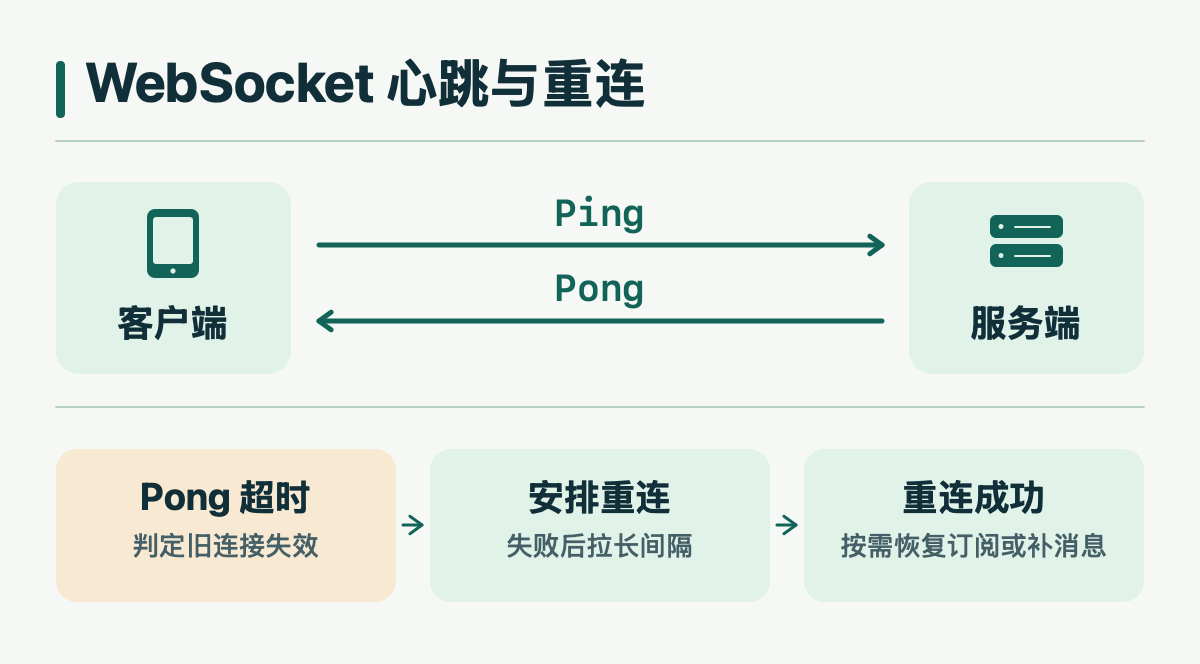 WebSocket 心跳与重连
Ping
客户端
Pong
服务端
Pong 超时
判定旧连接失效
安排重连
失败后拉长间隔
重连成功
按需恢复订阅或补消息